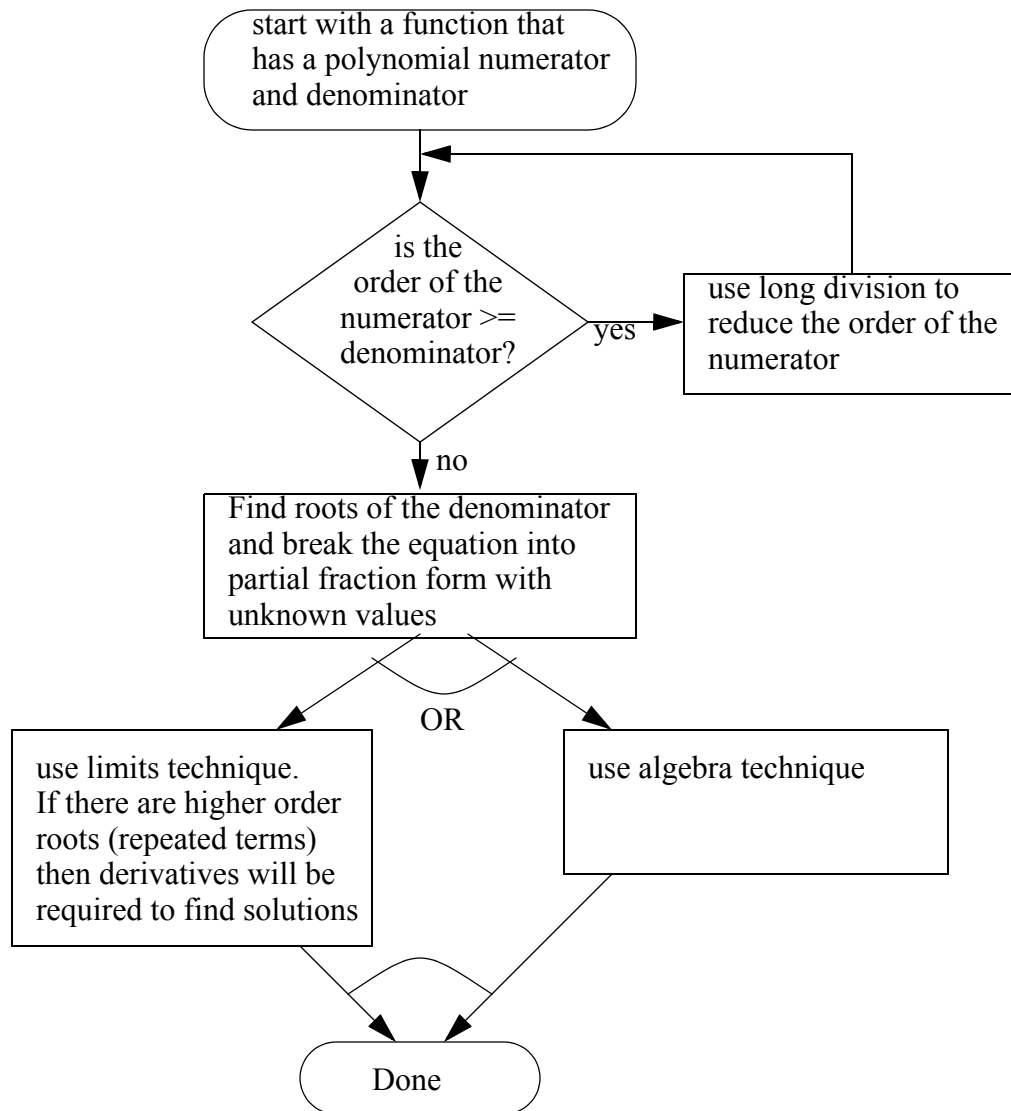 start with a function that
has a polynomial numerator
and denominator
is the
order of the
numerator >=
denominator?
yes
use long division to
reduce the order of the
numerator
no
Find roots of the denominator
and break the equation into
partial fraction form with
unknown values
OR
use limits technique.
If there are higher order
roots (repeated terms)
then derivatives will be
required to find solutions
use algebra technique
Done